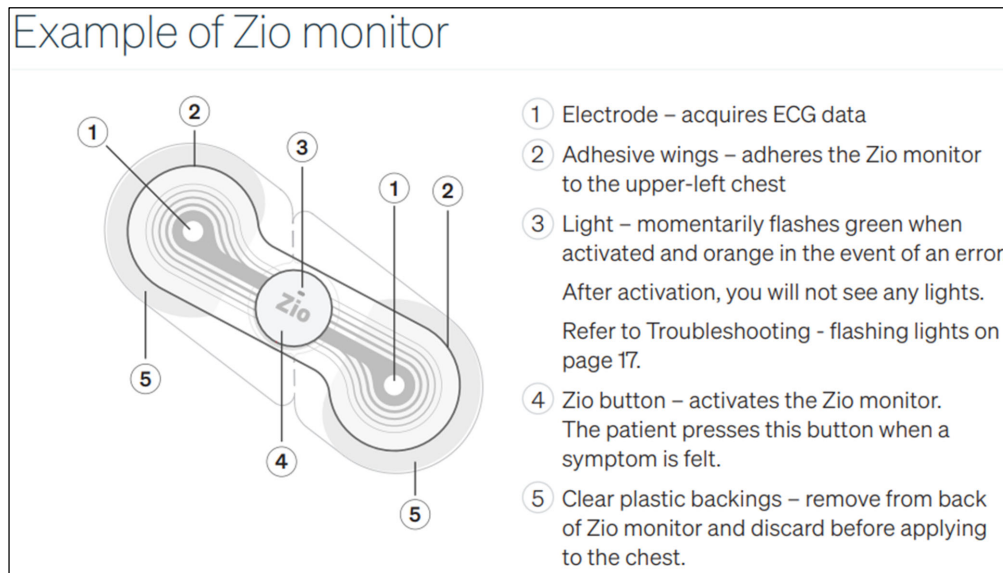 Example of Zio monitor
1
2
3
1
2
Zio
5
4
5
1 Electrode – acquires ECG data
2 Adhesive wings – adheres the Zio monitor
to the upper-left chest
3 Light – momentarily flashes green when
activated and orange in the event of an error
After activation, you will not see any lights.
Refer to Troubleshooting - flashing lights on
page 17.
4 Zio button – activates the Zio monitor.
The patient presses this button when a
symptom is felt.
5 Clear plastic backings – remove from back
of Zio monitor and discard before applying
to the chest.